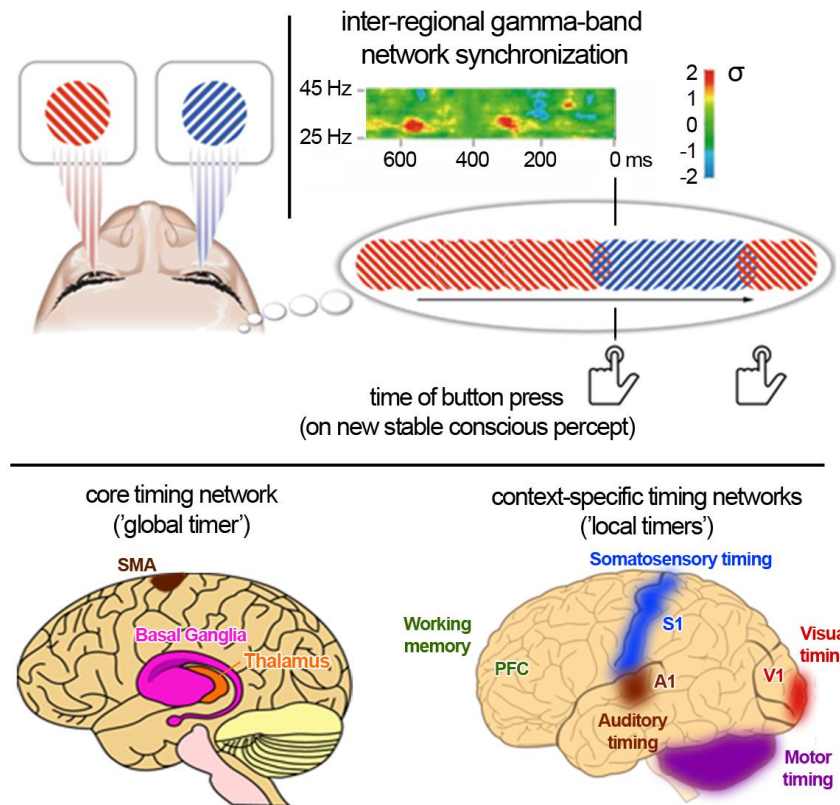 inter-regional gamma-band
network synchronization
45 Hz
25 Hz
600
400
200
0 ms
2
1
0
-1
-2
σ
time of button press
(on new stable conscious percept)
core timing network
('global timer')
SMA
Basal Ganglia
Thalamus
context-specific timing networks
('local timers')
Somatosensory timing
Working
memory
PFC
S1
A1
Auditory
timing
V1
Visua
timin
Motor
timing